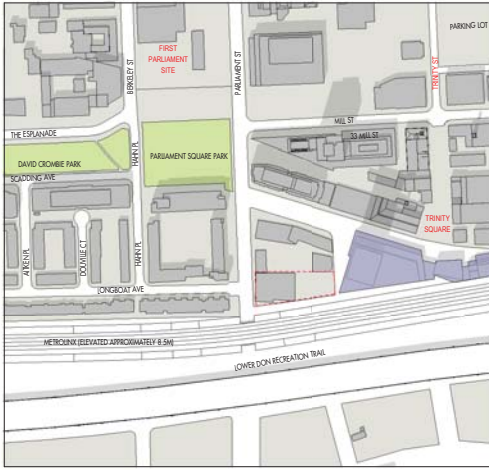 PARKING LOT
FIRST
PARLIAMENT
SITE
BERKELEY ST
PARLIAMENT ST
TRINITY ST
MILL ST
33 MILL ST
THE ESPLANADE
DAVID CROMBIE PARK
HAHN PL
PARLIAMENT SQUARE PARK
SCADDING AVE
TRINITY
SQUARE
AITKEN PL
DOUVILLE CT
HAHN PL
LONGBOAT AVE
METROLINX (ELEVATED APPROXIMATELY 8.5M)
LOWER DON RECREATION TRAIL